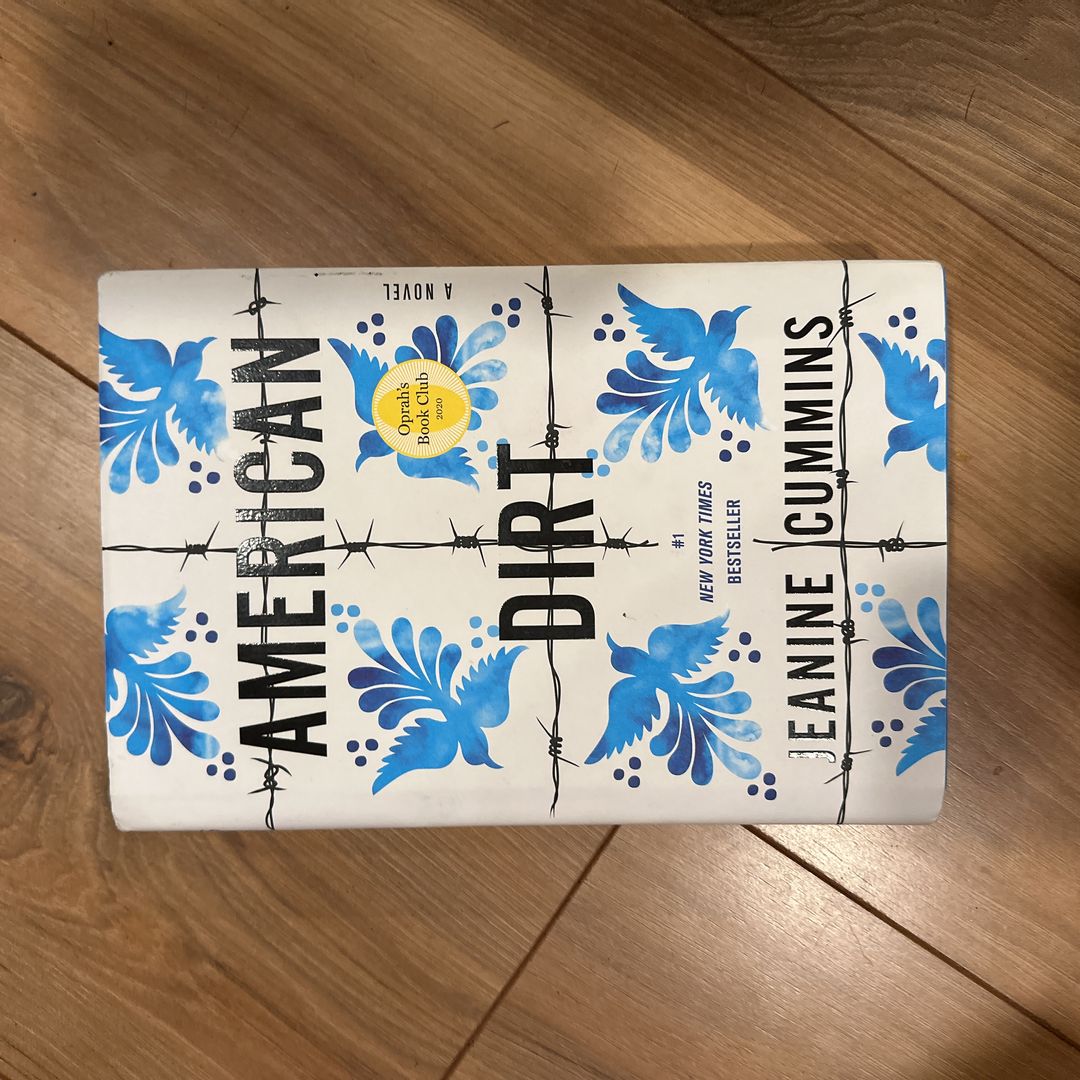 AMERICAN
A NOVEL
Oprah's
Book Club
2020
DIRT
#1
NEW YORK TIMES
BESTSELLER
JEANINE CUMMINS